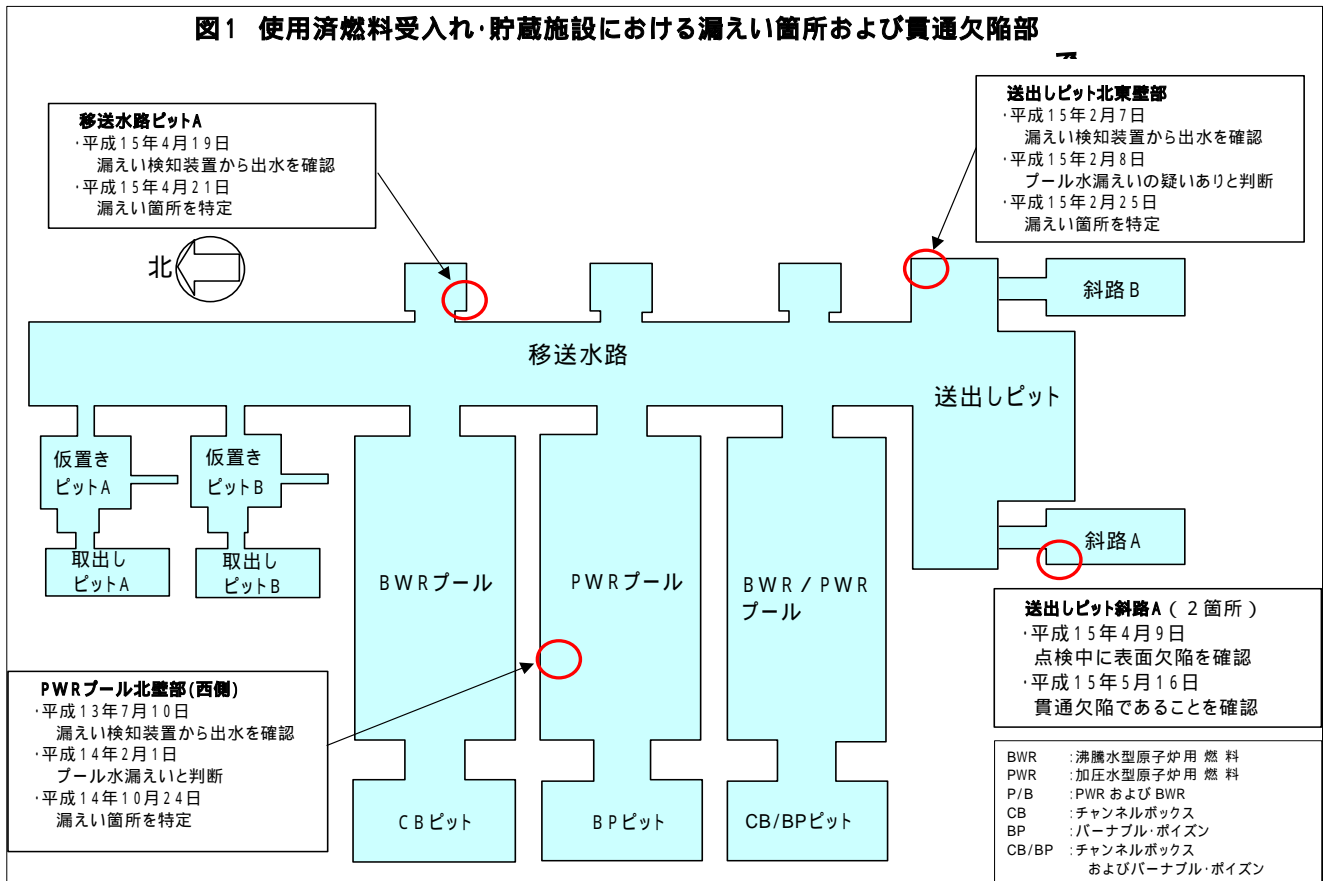 図1 使用済燃料受入れ・貯蔵施設における漏えい箇所および貫通欠陥部
移送水路ピットA
・平成15年4月19日
漏えい検知装置から出水を確認
・平成15年4月21日
漏えい箇所を特定
送出しピット北東壁部
・平成15年2月7日
漏えい検知装置から出水を確認
・平成15年2月8日
プール水漏えいの疑いありと判断
・平成15年2月25日
漏えい箇所を特定
北
斜路B
移送水路
送出しピット
仮置き
ピットA
仮置き
ピットB
取出し
ピットA
取出し
ピットB
BWRプール
PWRプール
BWR/PWR
プール
斜路A
送出しピット斜路A(2箇所)
・平成15年4月9日
点検中に表面欠陥を確認
・平成15年5月16日
貫通欠陥であることを確認
PWRプール北壁部(西側)
・平成13年7月10日
漏えい検知装置から出水を確認
・平成14年2月1日
プール水漏えいと判断
・平成14年10月24日
漏えい箇所を特定
CBピット
BPピット
CB/BPピット
BWR :沸騰水型原子炉用 燃 料
PWR :加圧水型原子炉用 燃 料
P/B :PWR および BWR
CB :チャンネルボックス
BP :バーナブル・ポイズン
CB/BP :チャンネルボックス
およびバーナブル・ポイズン